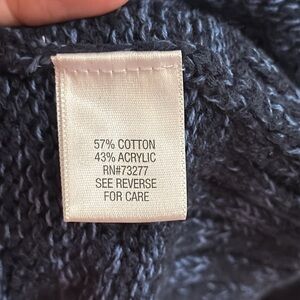 57% COTTON
43% ACRYLIC
RN#73277
SEE REVERSE
FOR CARE